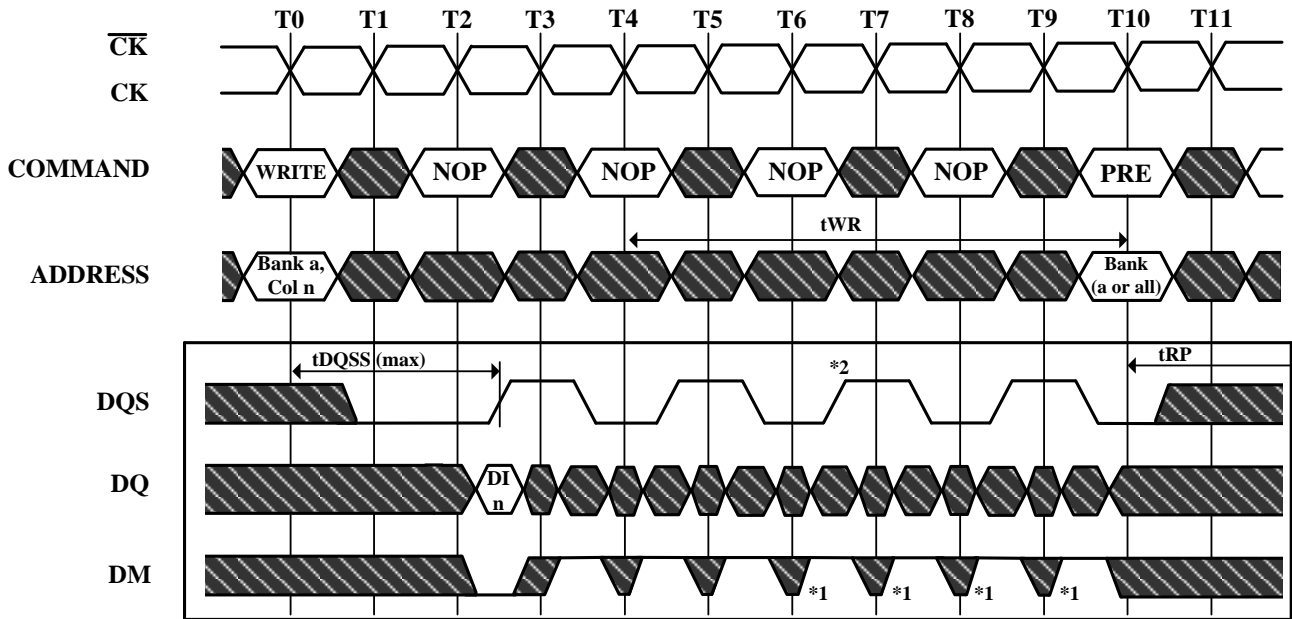 T0 T1 T2 T3 T4 T5 T6 T7 T8 T9 T10 T11
CK
CK
COMMAND WRITE NOP NOP NOP NOP PRE
tWR
ADDRESS Bank a, Col n Bank (a or all)
tDQSS (max) *2 tRP
DQS
DQ DI n
DM *1 *1 *1 *1